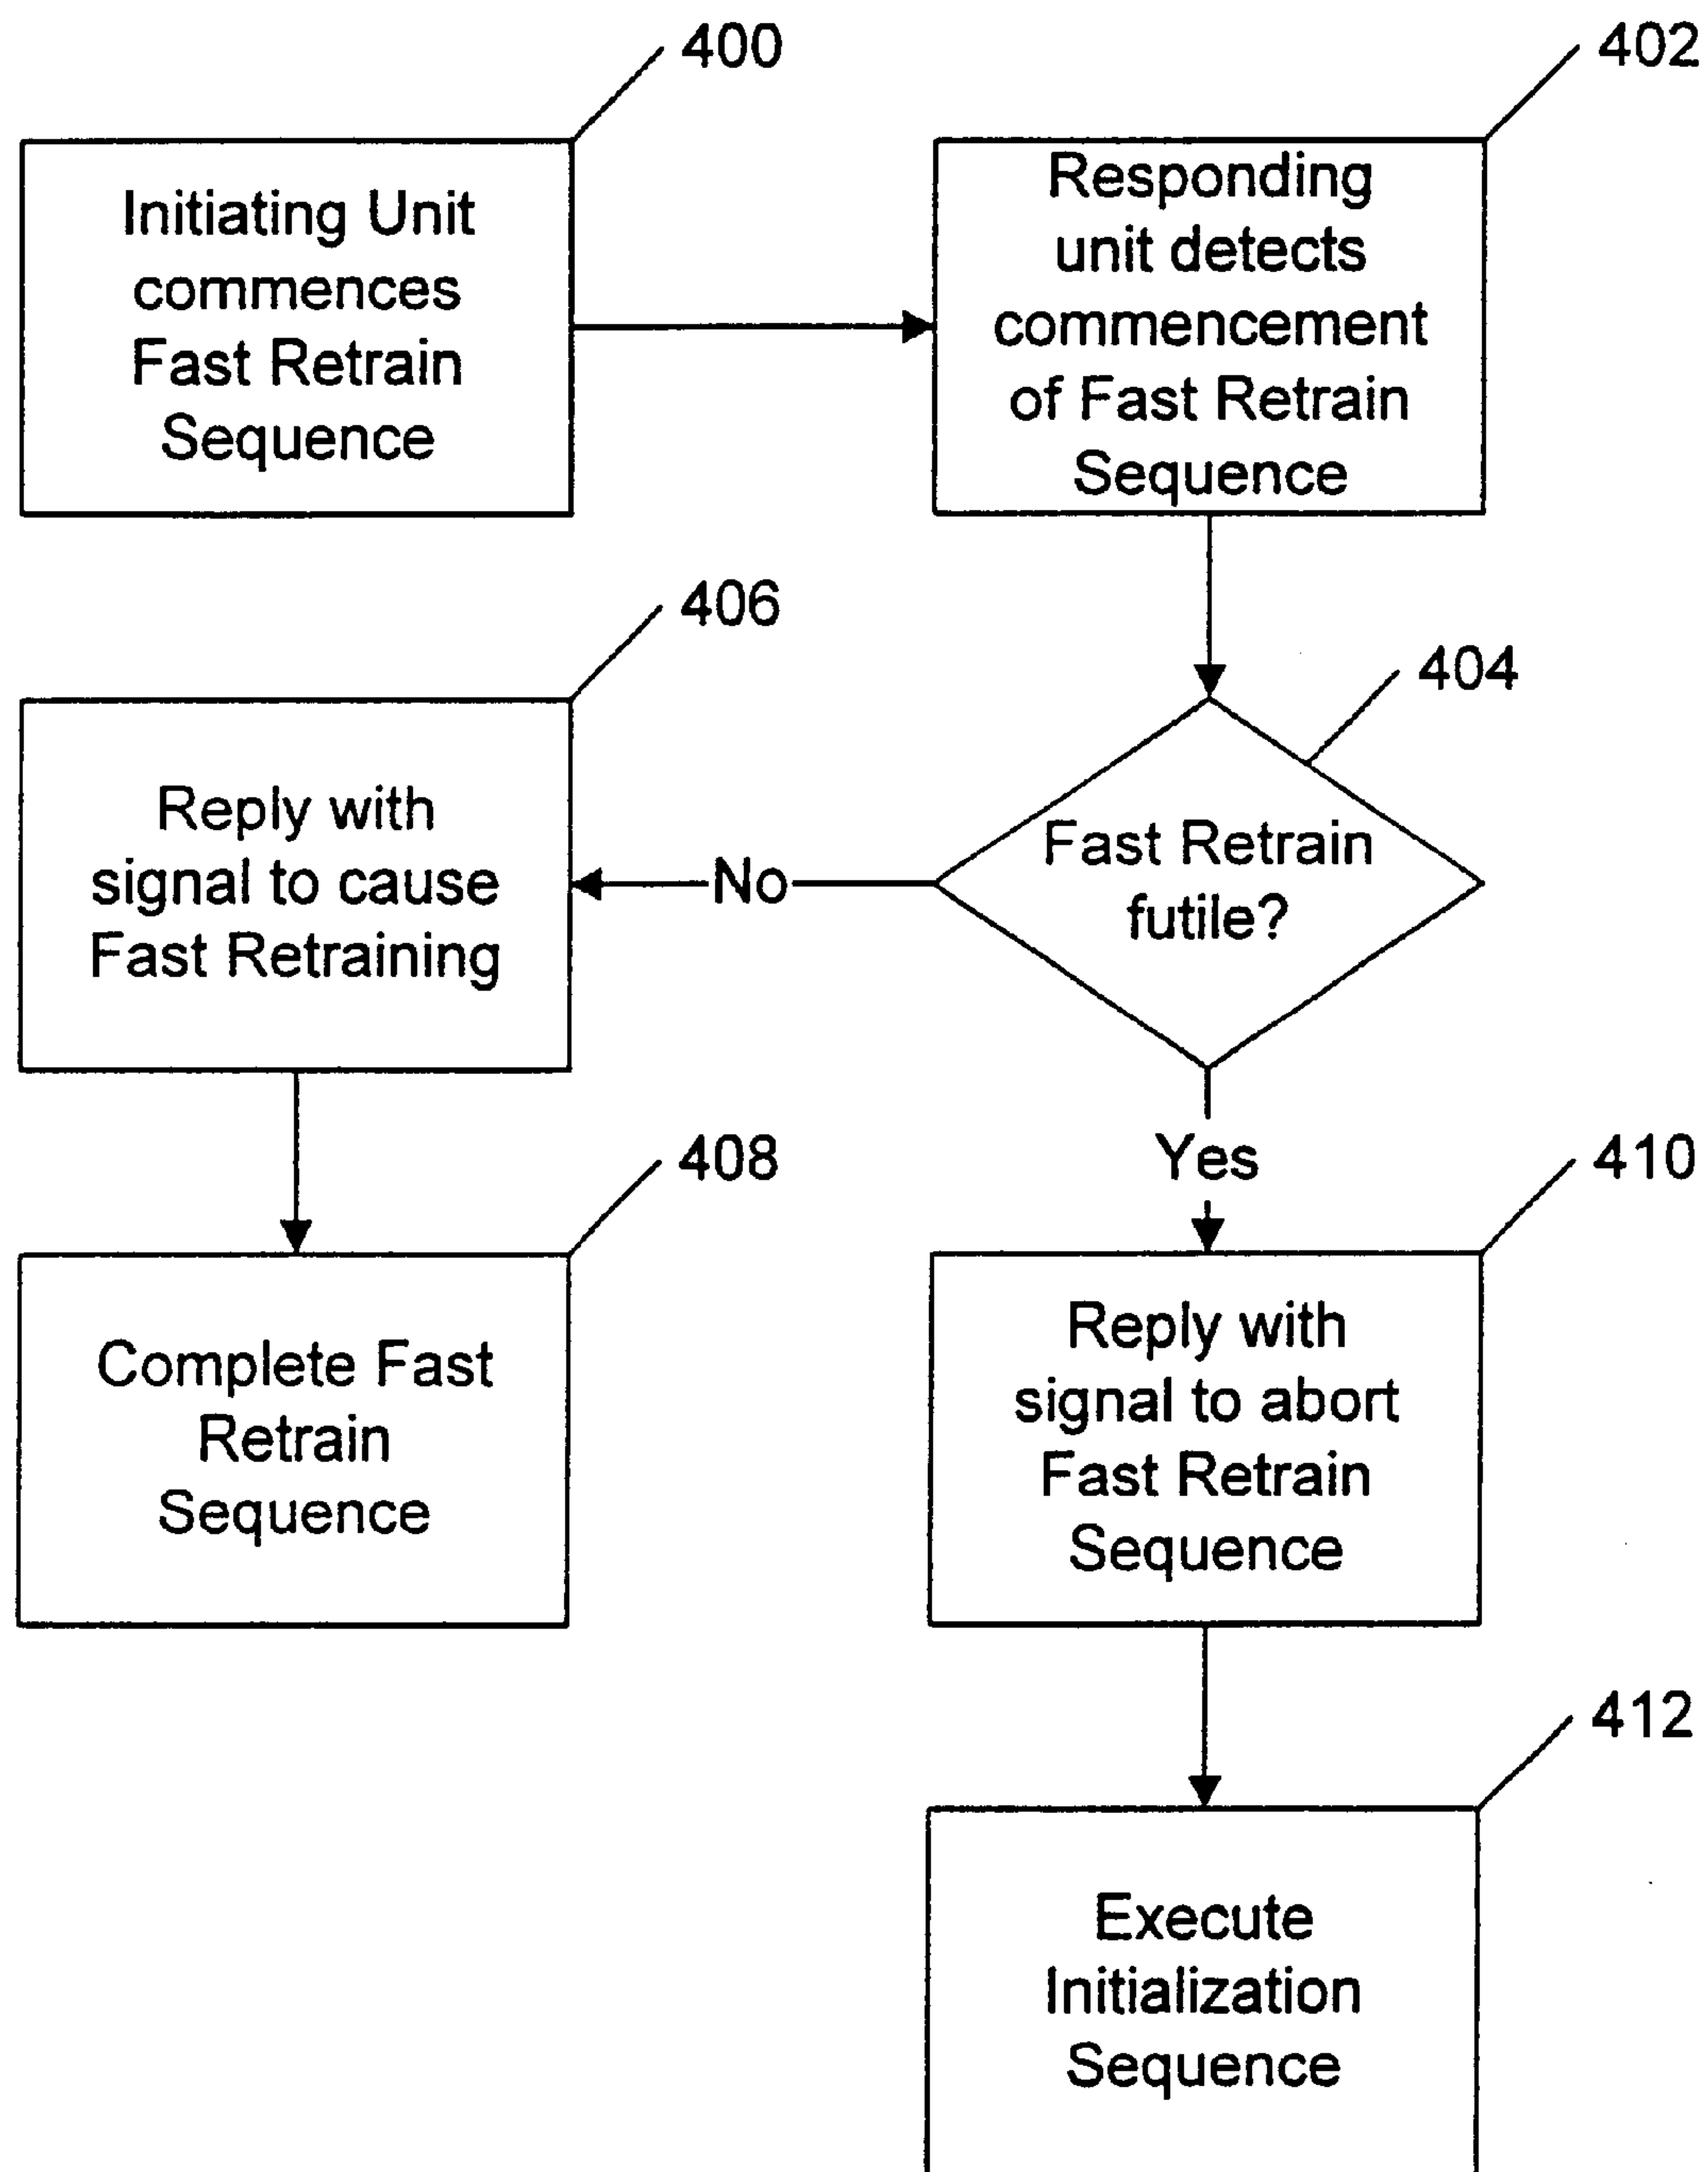 400
Initiating Unit
commences
Fast Retrain
Sequence
402
Responding
unit detects
commencement
of Fast Retrain
Sequence
404
Fast Retrain
futile?
No
406
Reply with
signal to cause
Fast Retraining
408
Complete Fast
Retrain
Sequence
Yes
410
Reply with
signal to abort
Fast Retrain
Sequence
412
Execute
Initialization
Sequence